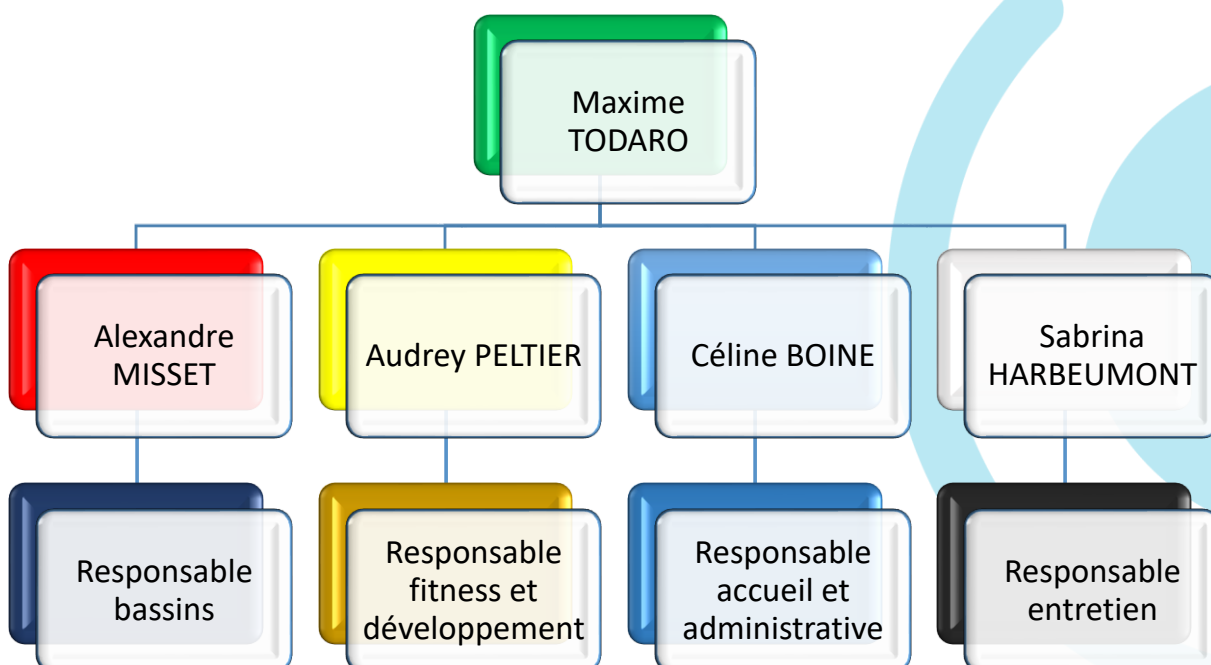 Maxime
TODARO
Alexandre
MISSET
Audrey PELTIER
Céline BOINE
Sabrina
HARBEUMONT
Responsable
bassins
Responsable
fitness et
développement
Responsable
accueil et
administrative
Responsable
entretien